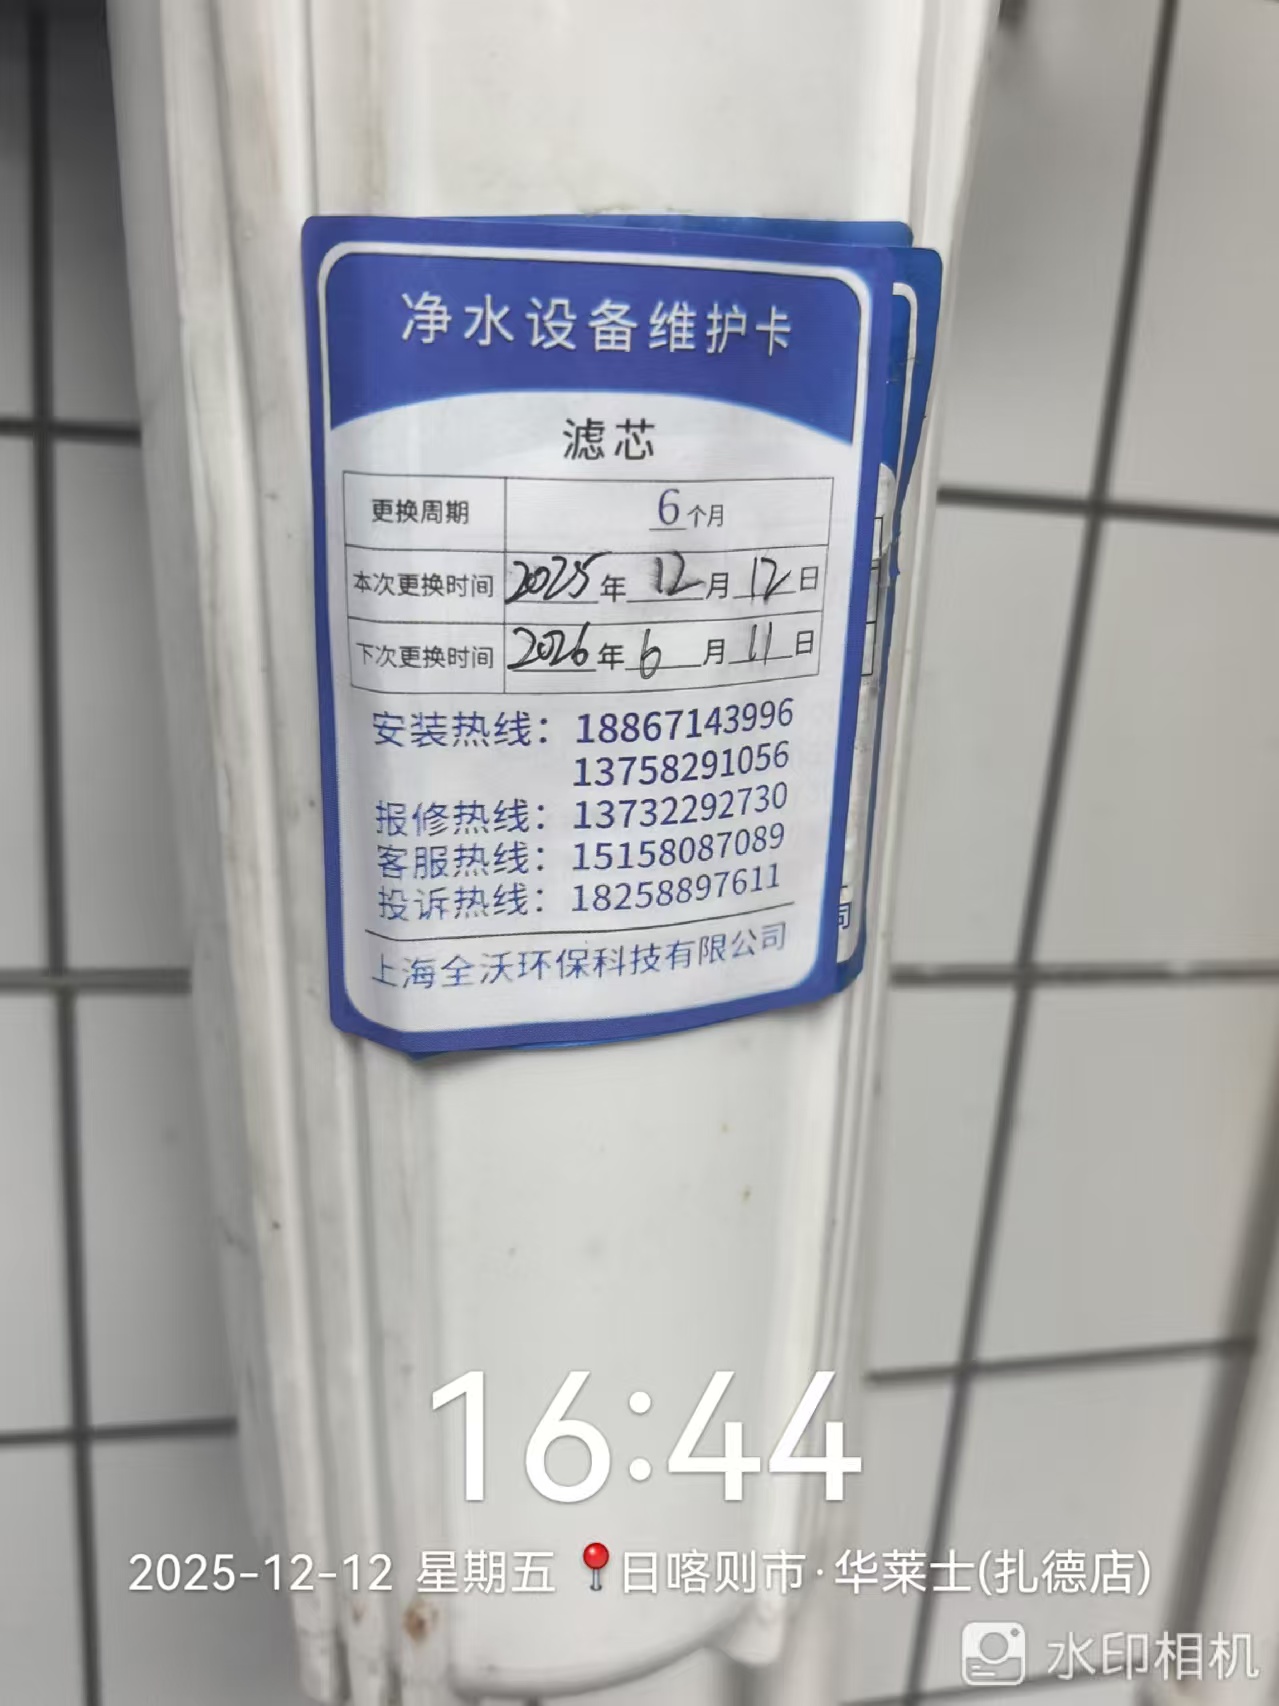 净水设备维护卡
滤芯
更换周期 6个月
本次更换时间 2025年12月12日
下次更换时间 2026年6月11日
安装热线：18867143996
13758291056
报修热线：13732292730
客服热线：15158087089
投诉热线：18258897611
上海全沃环保科技有限公司
司
16:44
2025-12-12 星期五 📍日喀则市·华莱士(扎德店)
水印相机